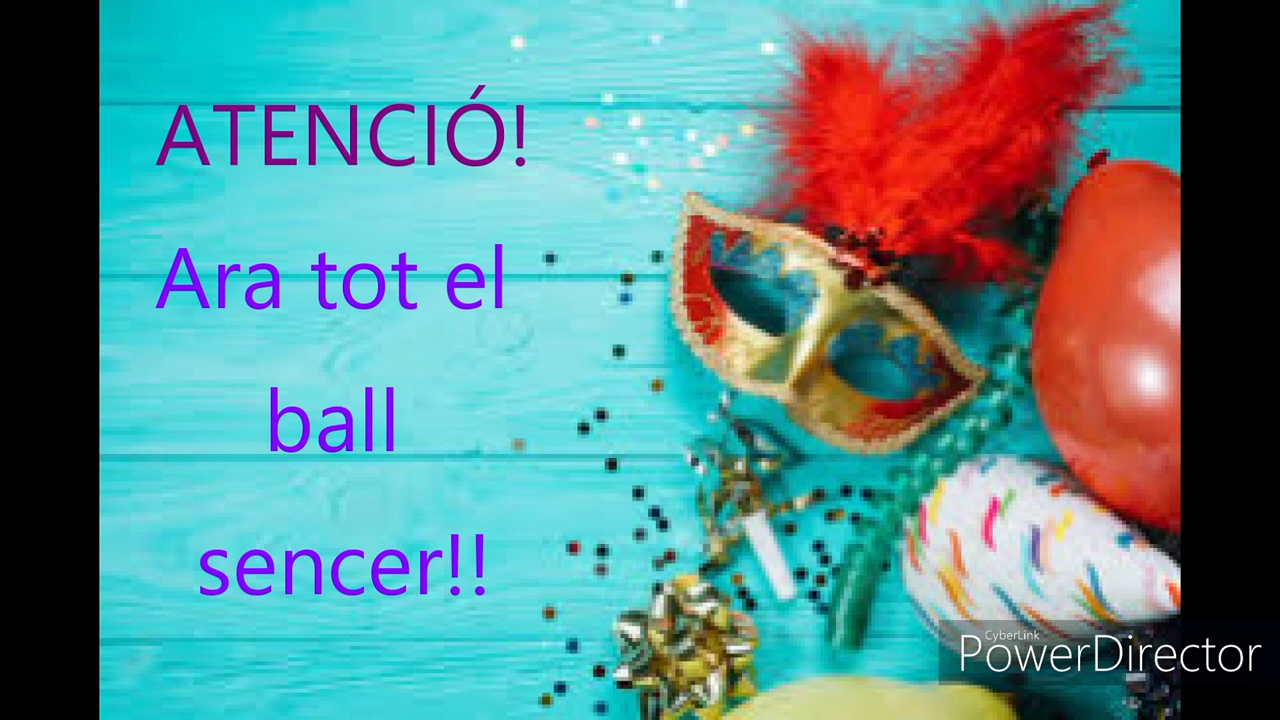 ATENCIÓ!
Ara tot el
ball
sencer!!
CyberLink
PowerDirector